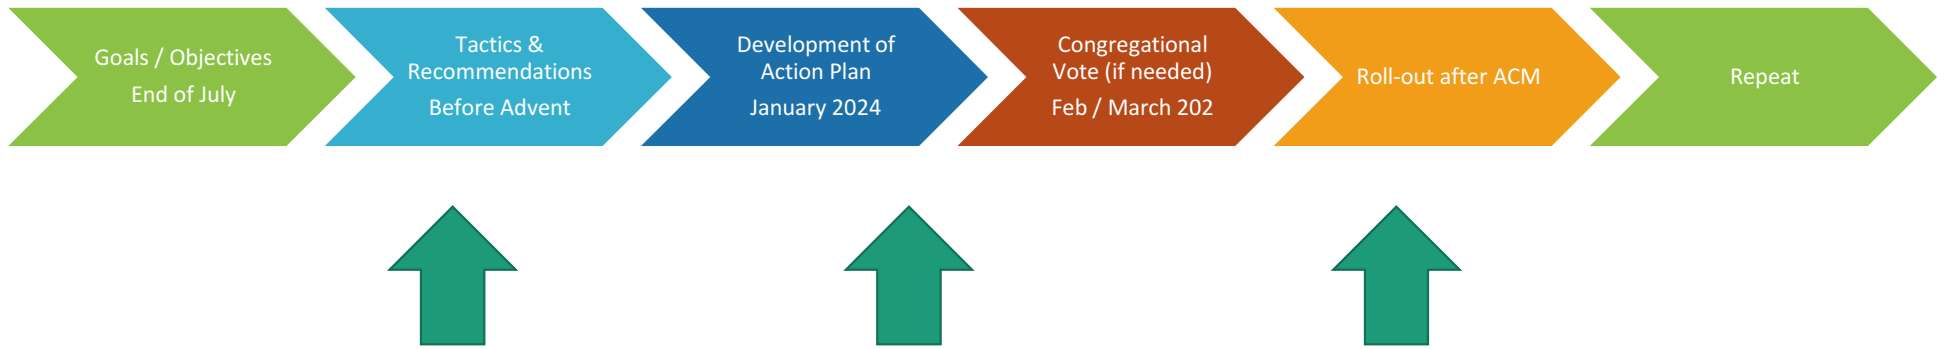 Goals / Objectives
End of July
Tactics &
Recommendations
Before Advent
Development of
Action Plan
January 2024
Congregational
Vote (if needed)
Feb / March 202
Roll-out after ACM
Repeat